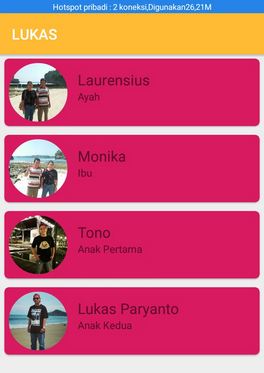 Hotspot pribadi : 2 koneksi,Digunakan26,21M
LUKAS
Laurensius
Ayah
Monika
Ibu
Tono
Anak Pertama
Lukas Paryanto
Anak Kedua